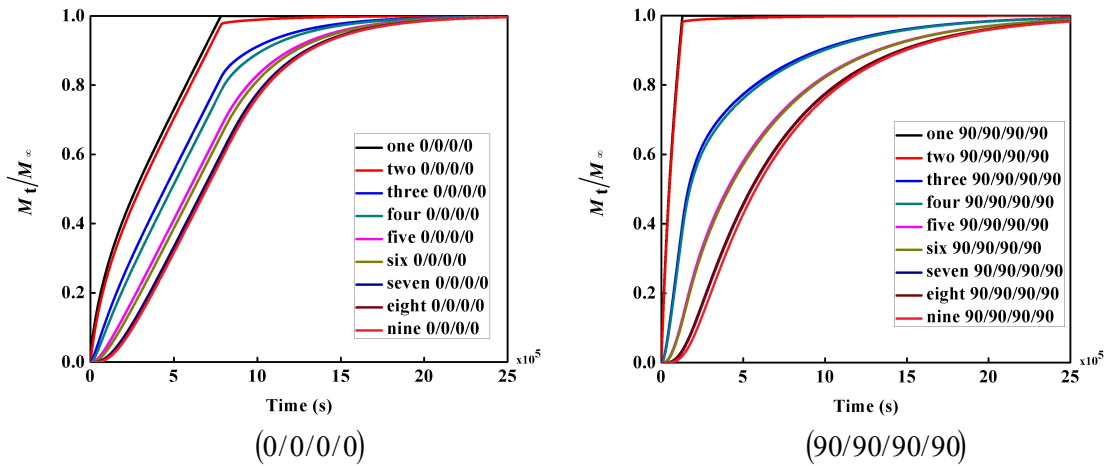 1.0
0.8
0.6
0.4
0.2
0.0
Mt/M∞
one 0/0/0/0
two 0/0/0/0
three 0/0/0/0
four 0/0/0/0
five 0/0/0/0
six 0/0/0/0
seven 0/0/0/0
eight 0/0/0/0
nine 0/0/0/0
0 5 10 15 20 25
x10⁵
Time (s)
(0/0/0/0)
1.0
0.8
0.6
0.4
0.2
0.0
Mt/M∞
one 90/90/90/90
two 90/90/90/90
three 90/90/90/90
four 90/90/90/90
five 90/90/90/90
six 90/90/90/90
seven 90/90/90/90
eight 90/90/90/90
nine 90/90/90/90
0 5 10 15 20 25
x10⁵
Time (s)
(90/90/90/90)